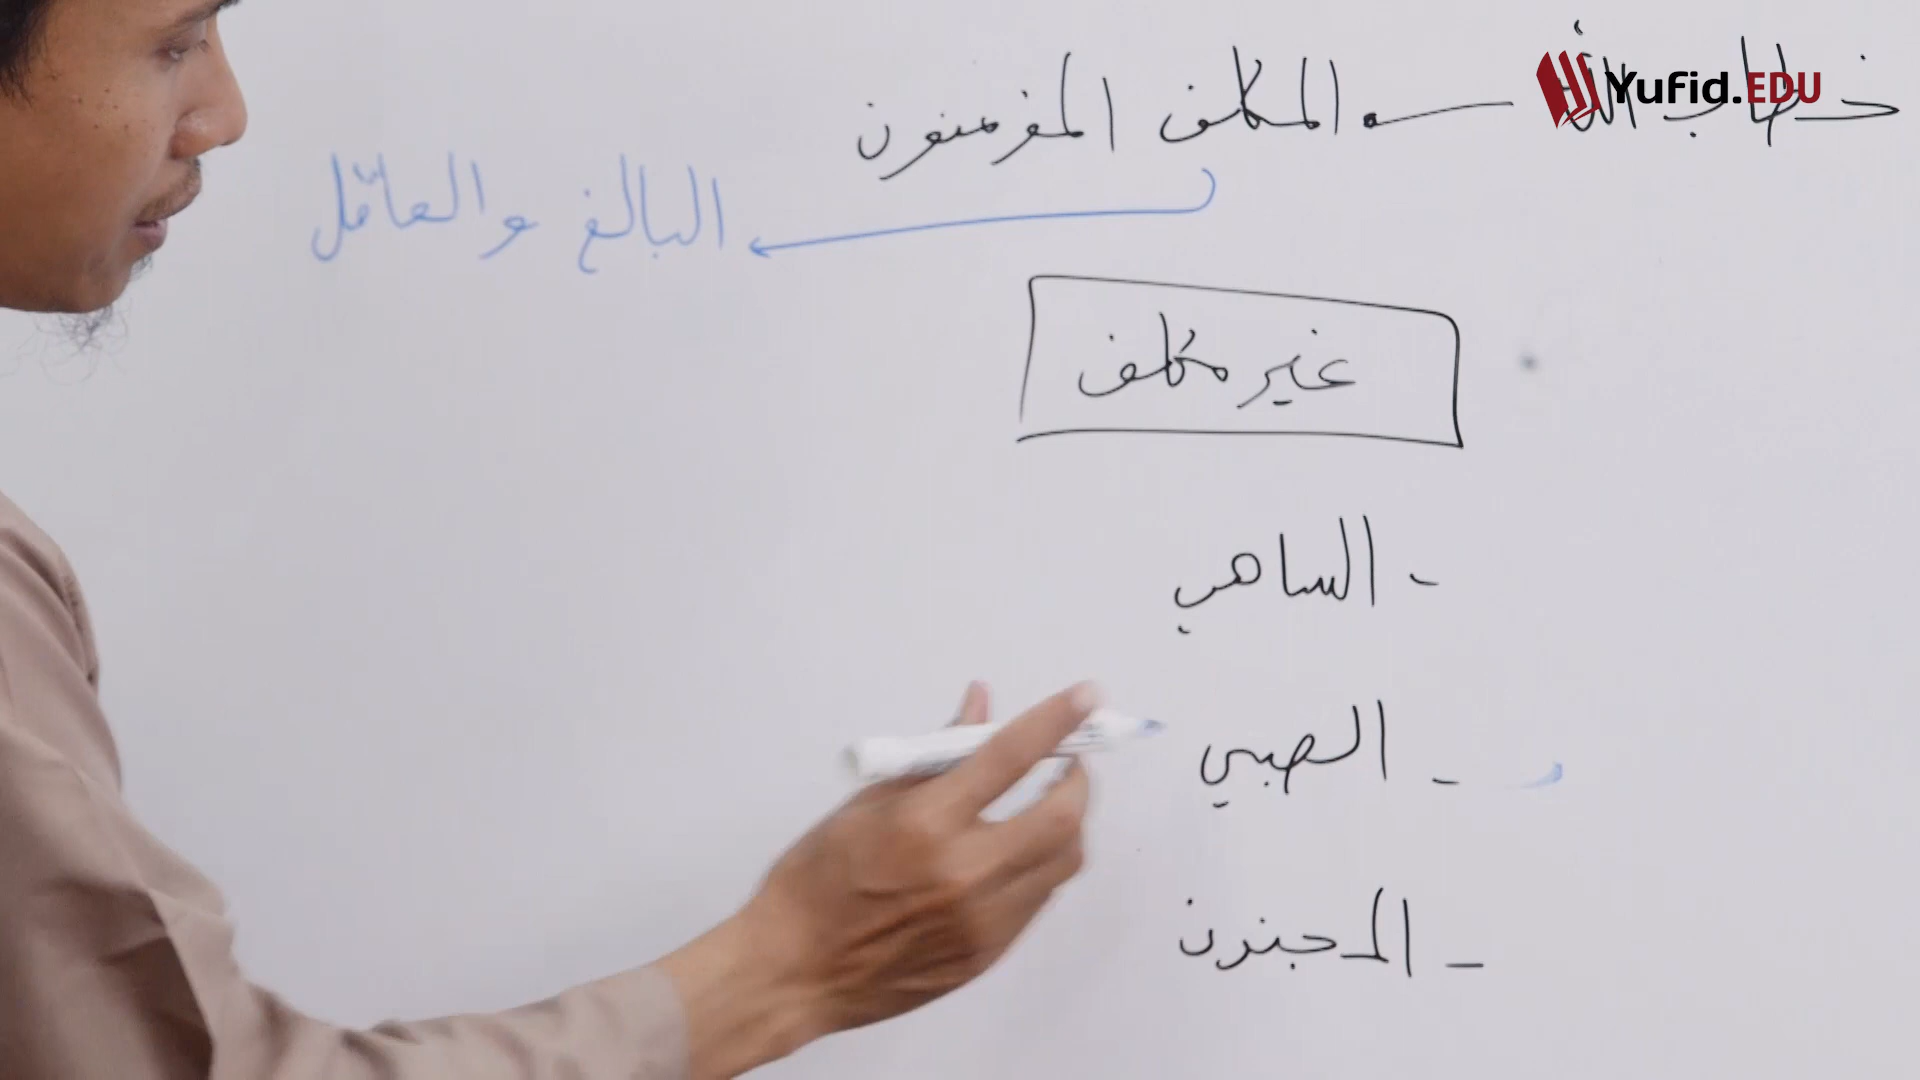 خطاب الله المكلف المؤمنون
Yufid.EDU
البالغ والعاقل
غير مكلف
- الساهي
- الصبي
- المجنون